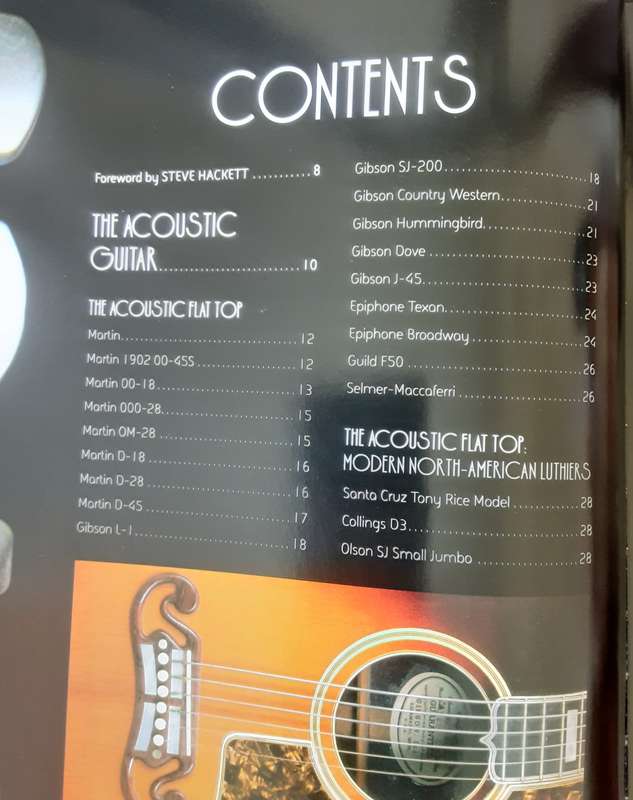 CONTENTS
Foreword by STEVE HACKETT ........... 8
THE ACOUSTIC
GUITAR ........................ 10
THE ACOUSTIC FLAT TOP
Martin ........................ 12
Martin 1902 00-45S ............ 12
Martin 00-18 .................. 13
Martin 000-28 ................. 15
Martin OM-28 .................. 15
Martin D-18 ................... 16
Martin D-28 ................... 16
Martin D-45 ................... 17
Gibson L-1 .................... 18
Gibson SJ-200 ................. 18
Gibson Country Western ........ 21
Gibson Hummingbird ............ 21
Gibson Dove ................... 23
Gibson J-45 ................... 23
Epiphone Texan ................ 24
Epiphone Broadway ............. 24
Guild F50 ..................... 26
Selmer-Maccaferri ............. 26
THE ACOUSTIC FLAT TOP:
MODERN NORTH-AMERICAN LUTHIERS
Santa Cruz Tony Rice Model .... 28
Collings D3 ................... 28
Olson SJ Small Jumbo .......... 28